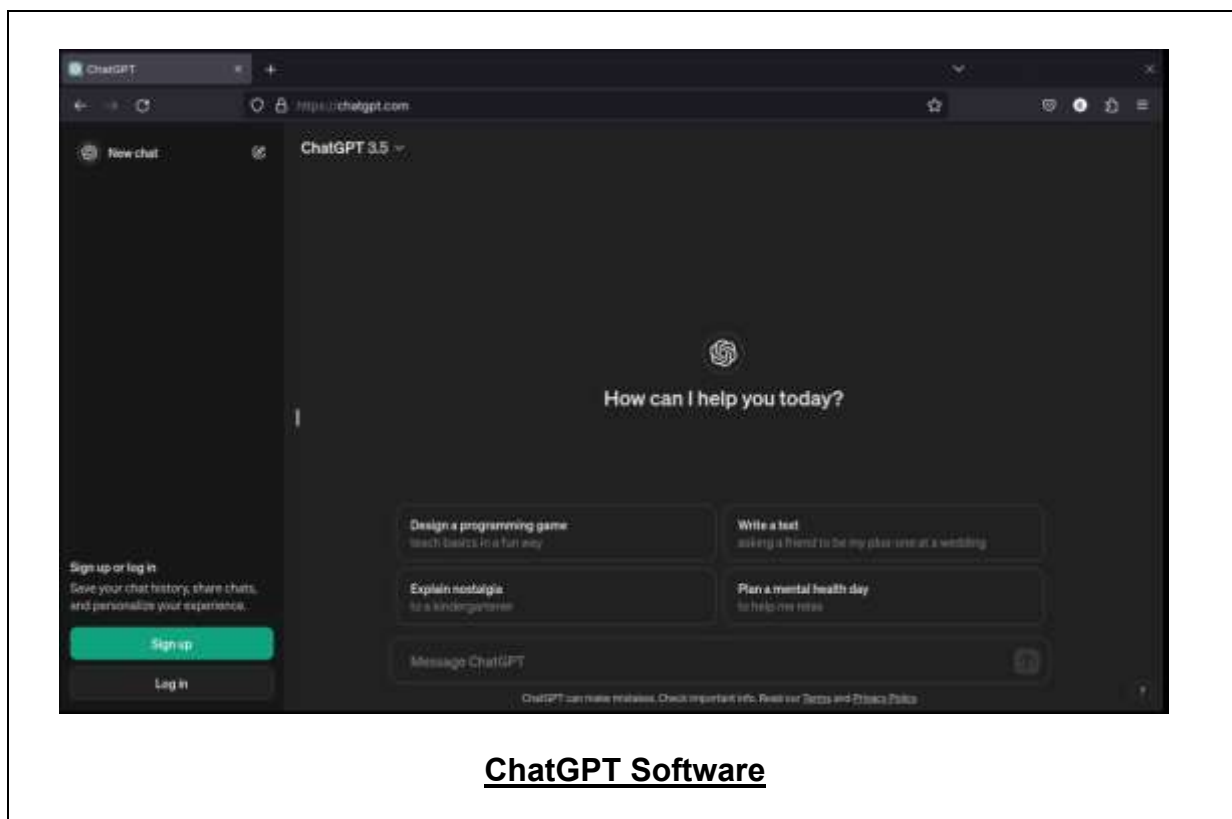 ChatGPT
https://chatgpt.com
New chat
ChatGPT 3.5
How can I help you today?
Design a programming game
teach basics in a fun way
Write a text
asking a friend to be my plus-one at a wedding
Explain nostalgia
to a kindergartener
Plan a mental health day
to help me relax
Sign up or log in
Save your chat history, share chats,
and personalize your experience.
Sign up
Log in
Message ChatGPT
ChatGPT can make mistakes. Check important info. Read our Terms and Privacy Policy.
?
ChatGPT Software